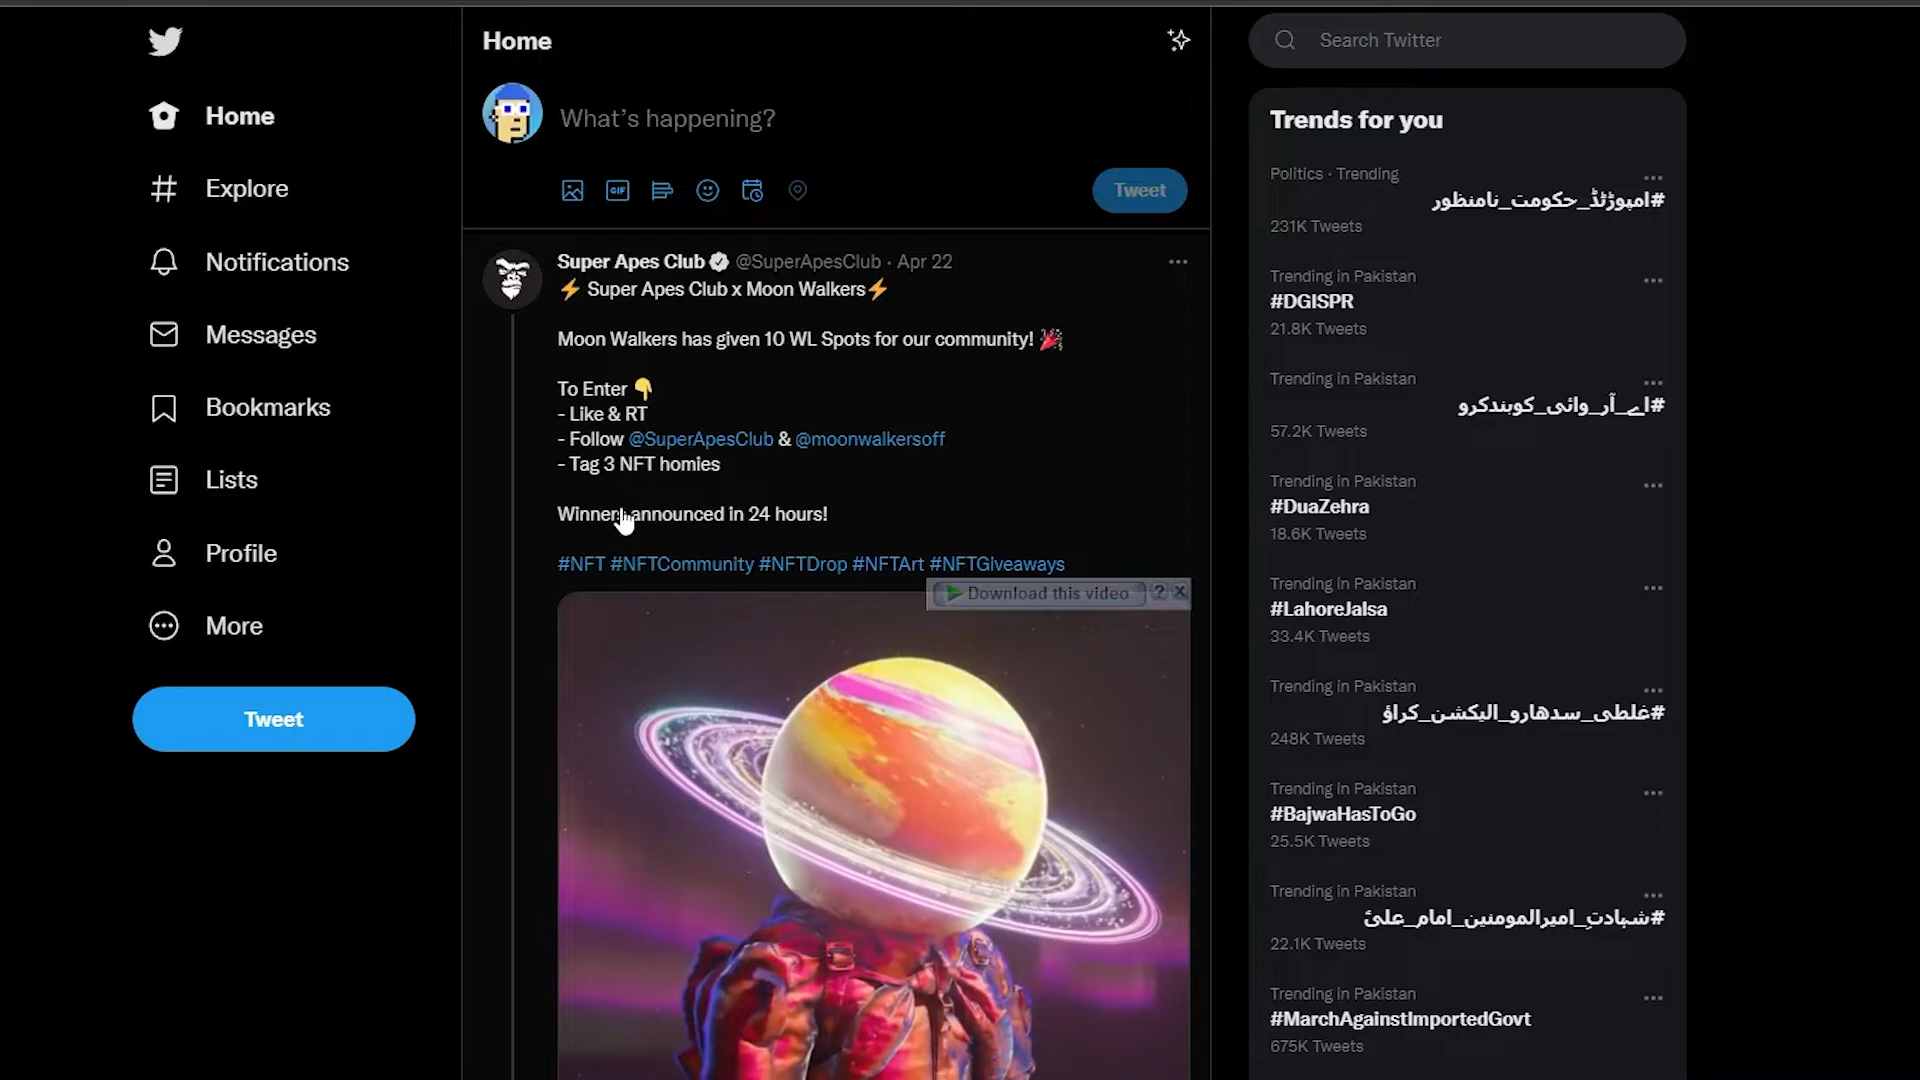 Home
Explore
Notifications
Messages
Bookmarks
Lists
Profile
More
Tweet
Home
What's happening?
GIF
Tweet
Super Apes Club @SuperApesClub · Apr 22
⚡ Super Apes Club x Moon Walkers⚡
Moon Walkers has given 10 WL Spots for our community! 🎉
To Enter 👇
- Like & RT
- Follow @SuperApesClub & @moonwalkersoff
- Tag 3 NFT homies
announced in 24 hours!
#NFT #NFTCommunity #NFTDrop #NFTArt #NFTGiveaways
Download this video ? X
Search Twitter
Trends for you
Politics · Trending
#امپورٹڈ_حکومت_نامنظور
231K Tweets
Trending in Pakistan
#DGISPR
21.8K Tweets
Trending in Pakistan
#اے_آر_وائی_کوبندکرو
57.2K Tweets
Trending in Pakistan
#DuaZehra
18.6K Tweets
Trending in Pakistan
#LahoreJalsa
33.4K Tweets
Trending in Pakistan
#غلطی_سدھارو_الیکشن_کراؤ
248K Tweets
Trending in Pakistan
#BajwaHasToGo
25.5K Tweets
Trending in Pakistan
#شہادتِ_امیرالمومنین_امام_علیؑ
22.1K Tweets
Trending in Pakistan
#MarchAgainstImportedGovt
675K Tweets